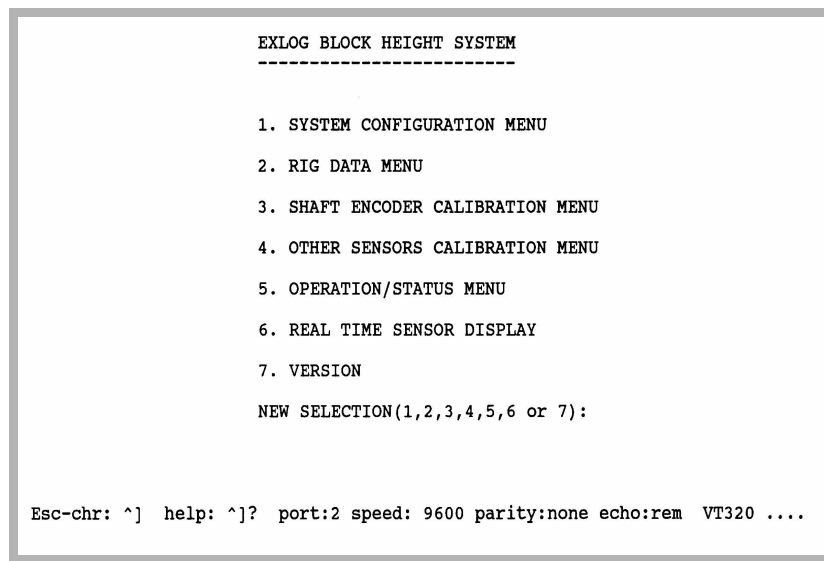 EXLOG BLOCK HEIGHT SYSTEM
-------------------------
1. SYSTEM CONFIGURATION MENU
2. RIG DATA MENU
3. SHAFT ENCODER CALIBRATION MENU
4. OTHER SENSORS CALIBRATION MENU
5. OPERATION/STATUS MENU
6. REAL TIME SENSOR DISPLAY
7. VERSION
NEW SELECTION(1,2,3,4,5,6 or 7):
Esc-chr: ^]  help: ^]?  port:2 speed: 9600 parity:none echo:rem  VT320 ....